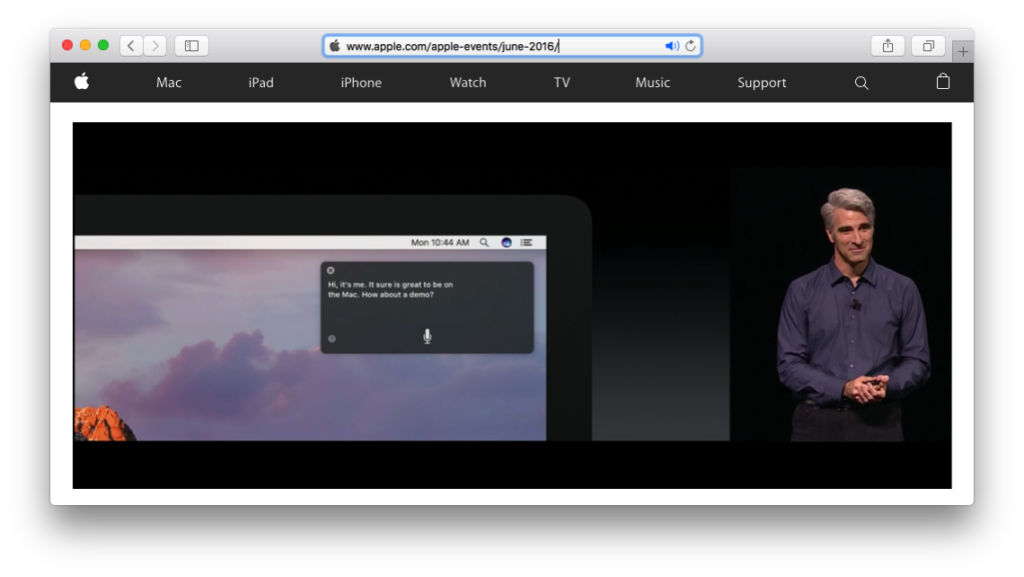 www.apple.com/apple-events/june-2016/
Mac iPad iPhone Watch TV Music Support
Mon 10:44 AM
Hi, it's me. It sure is great to be on
the Mac. How about a demo?